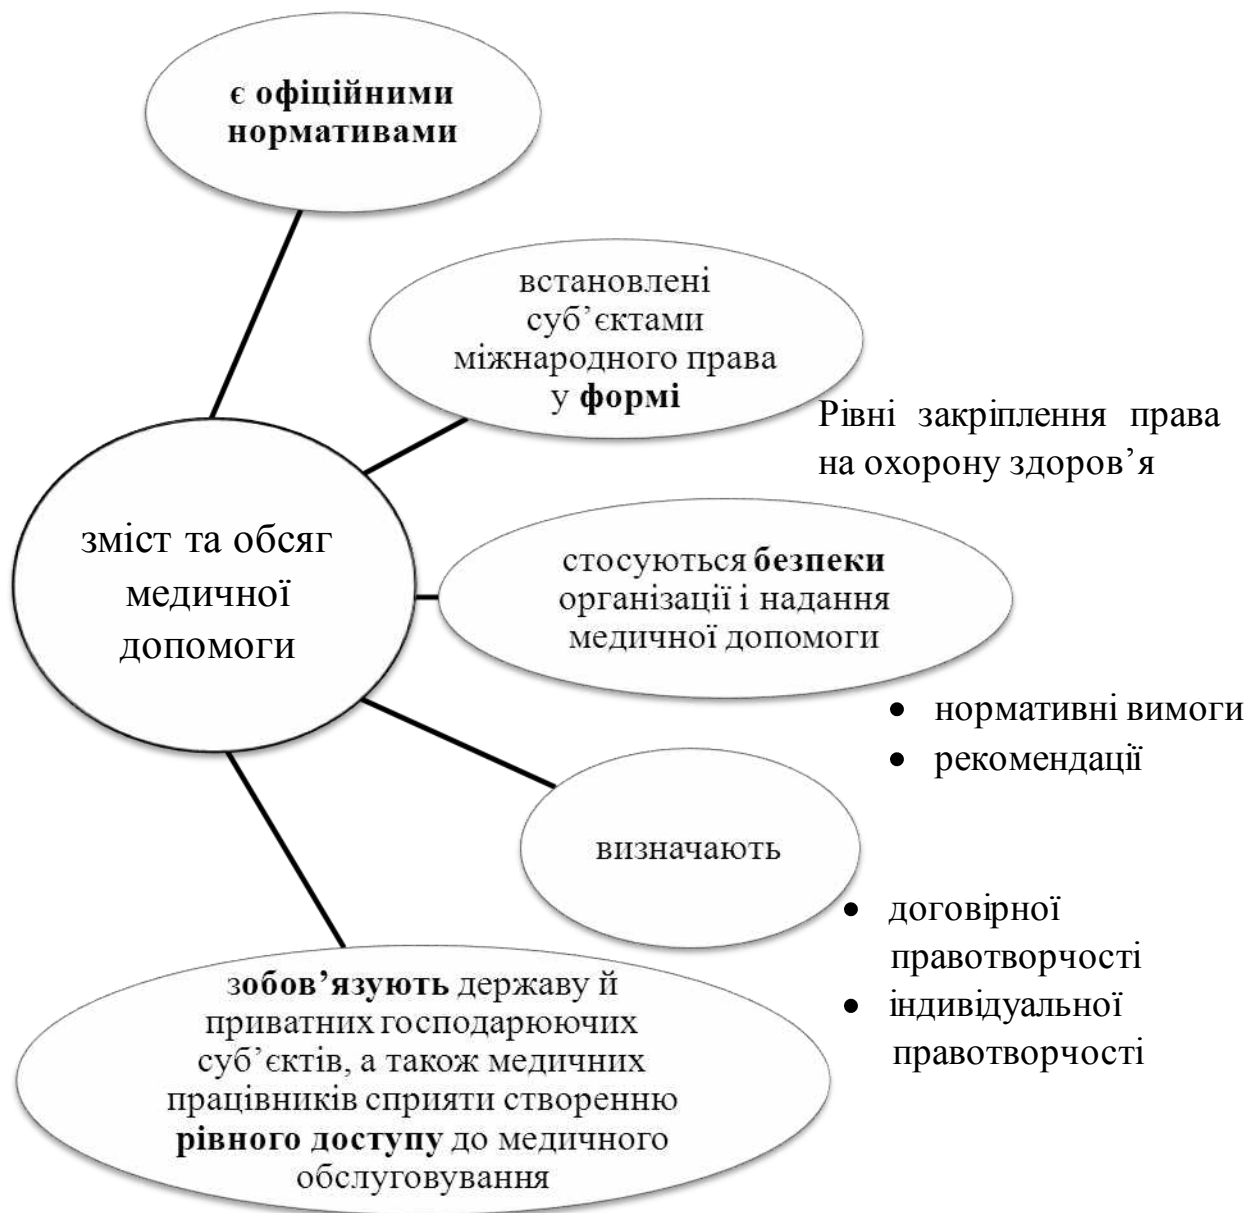 є офіційними
нормативами
встановлені
суб’єктами
міжнародного права
у формі
Рівні закріплення права
на охорону здоров’я
зміст та обсяг
медичної
допомоги
стосуються безпеки
організації і надання
медичної допомоги
• нормативні вимоги
• рекомендації
визначають
• договірної
правотворчості
• індивідуальної
правотворчості
зобов’язують державу й
приватних господарюючих
суб’єктів, а також медичних
працівників сприяти створенню
рівного доступу до медичного
обслуговування